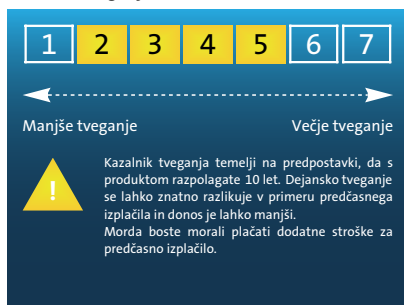 1 2 3 4 5 6 7
Manjše tveganje Večje tveganje
!
Kazalnik tveganja temelji na predpostavki, da s
produktom razpolagate 10 let. Dejansko tveganje
se lahko znatno razlikuje v primeru predčasnega
izplačila in donos je lahko manjši.
Morda boste morali plačati dodatne stroške za
predčasno izplačilo.